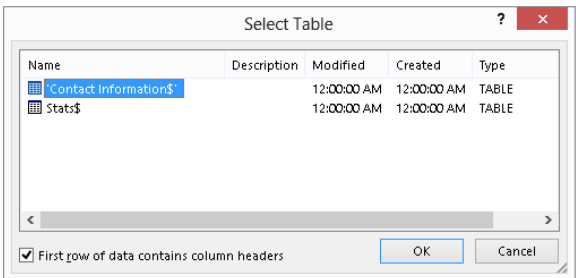 Select Table
? ×
Name Description Modified Created Type
'Contact Information$' 12:00:00 AM 12:00:00 AM TABLE
Stats$ 12:00:00 AM 12:00:00 AM TABLE
First row of data contains column headers OK Cancel